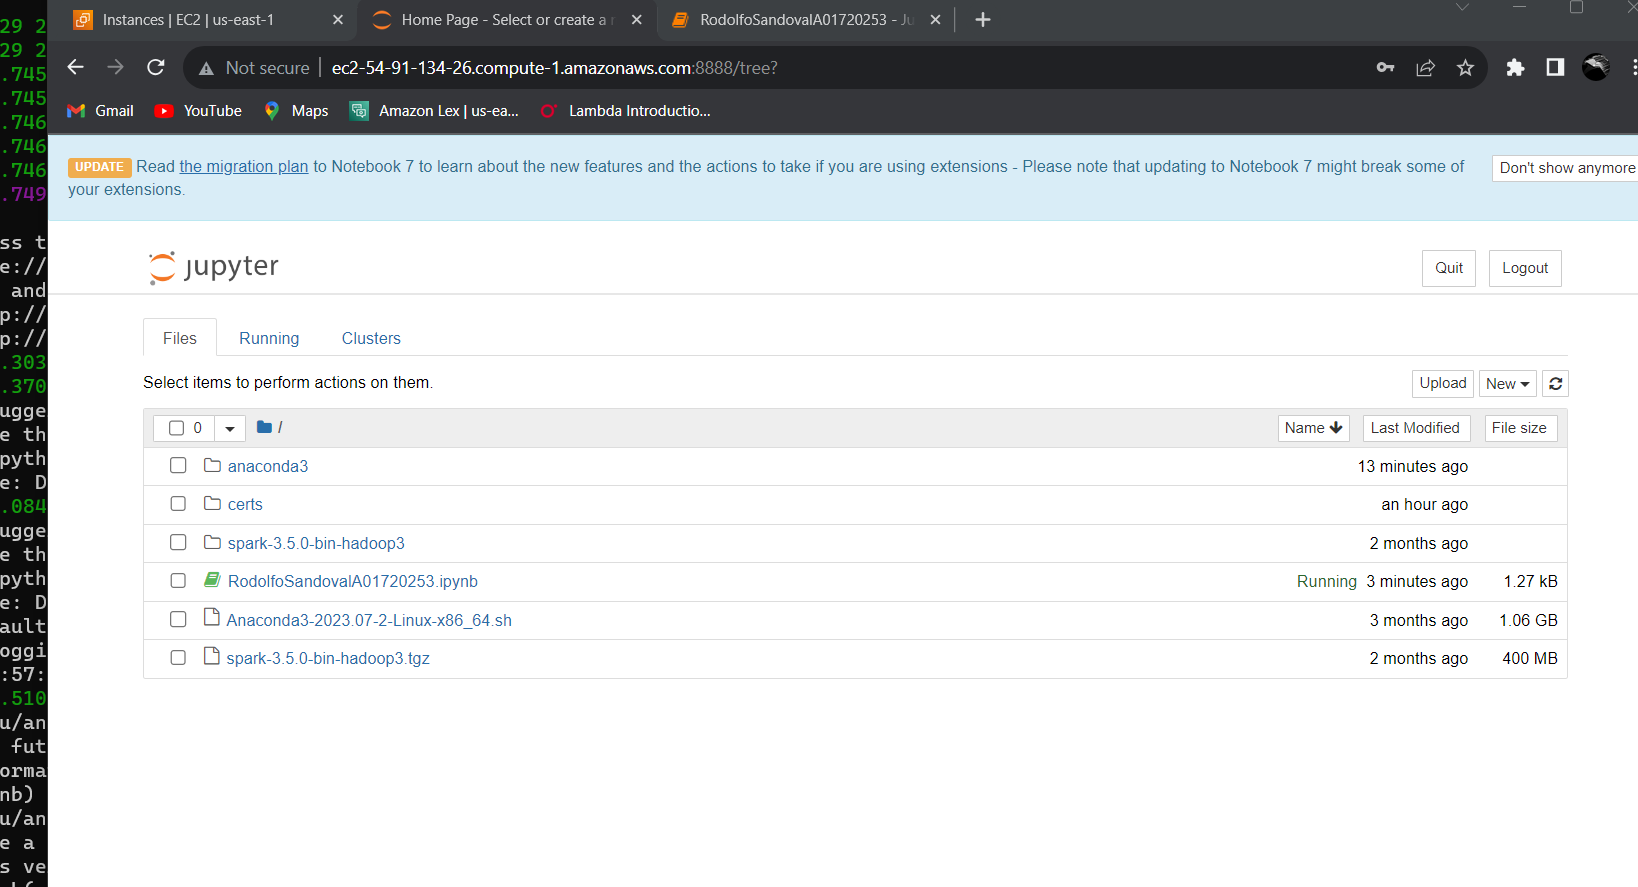 Instances | EC2 | us-east-1
Home Page - Select or create a n
RodolfoSandovalA01720253 - Ju
Not secure | ec2-54-91-134-26.compute-1.amazonaws.com:8888/tree?
Gmail YouTube Maps Amazon Lex | us-ea... Lambda Introductio...
UPDATE Read the migration plan to Notebook 7 to learn about the new features and the actions to take if you are using extensions - Please note that updating to Notebook 7 might break some of
your extensions.
Don't show anymore
jupyter
Quit Logout
Files Running Clusters
Select items to perform actions on them.
Upload New
0 / Name Last Modified File size
anaconda3 13 minutes ago
certs an hour ago
spark-3.5.0-bin-hadoop3 2 months ago
RodolfoSandovalA01720253.ipynb Running 3 minutes ago 1.27 kB
Anaconda3-2023.07-2-Linux-x86_64.sh 3 months ago 1.06 GB
spark-3.5.0-bin-hadoop3.tgz 2 months ago 400 MB
29 2
29 2
.745
.745
.746
.746
.746
.749
ss t
e://
and
p://
p://
.303
.370
ugge
e th
pyth
e: D
.084
ugge
e th
pyth
e: D
ault
oggi
:57:
.510
u/an
fut
orma
nb)
u/an
e a
s ve